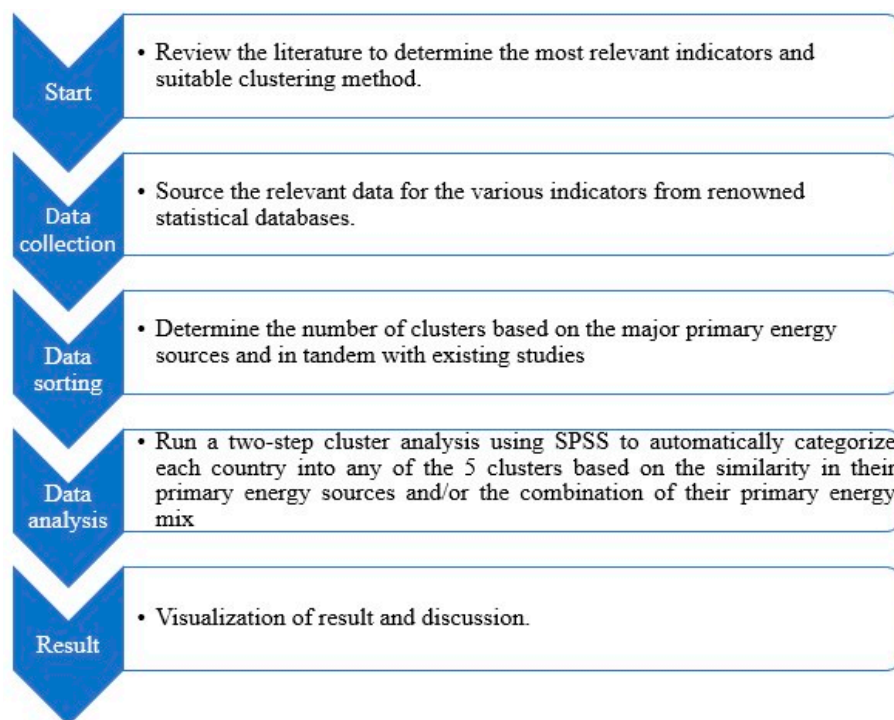 Start
• Review the literature to determine the most relevant indicators and
suitable clustering method.
Data
collection
• Source the relevant data for the various indicators from renowned
statistical databases.
Data
sorting
• Determine the number of clusters based on the major primary energy
sources and in tandem with existing studies
Data
analysis
• Run a two-step cluster analysis using SPSS to automatically categorize
each country into any of the 5 clusters based on the similarity in their
primary energy sources and/or the combination of their primary energy
mix
Result
• Visualization of result and discussion.